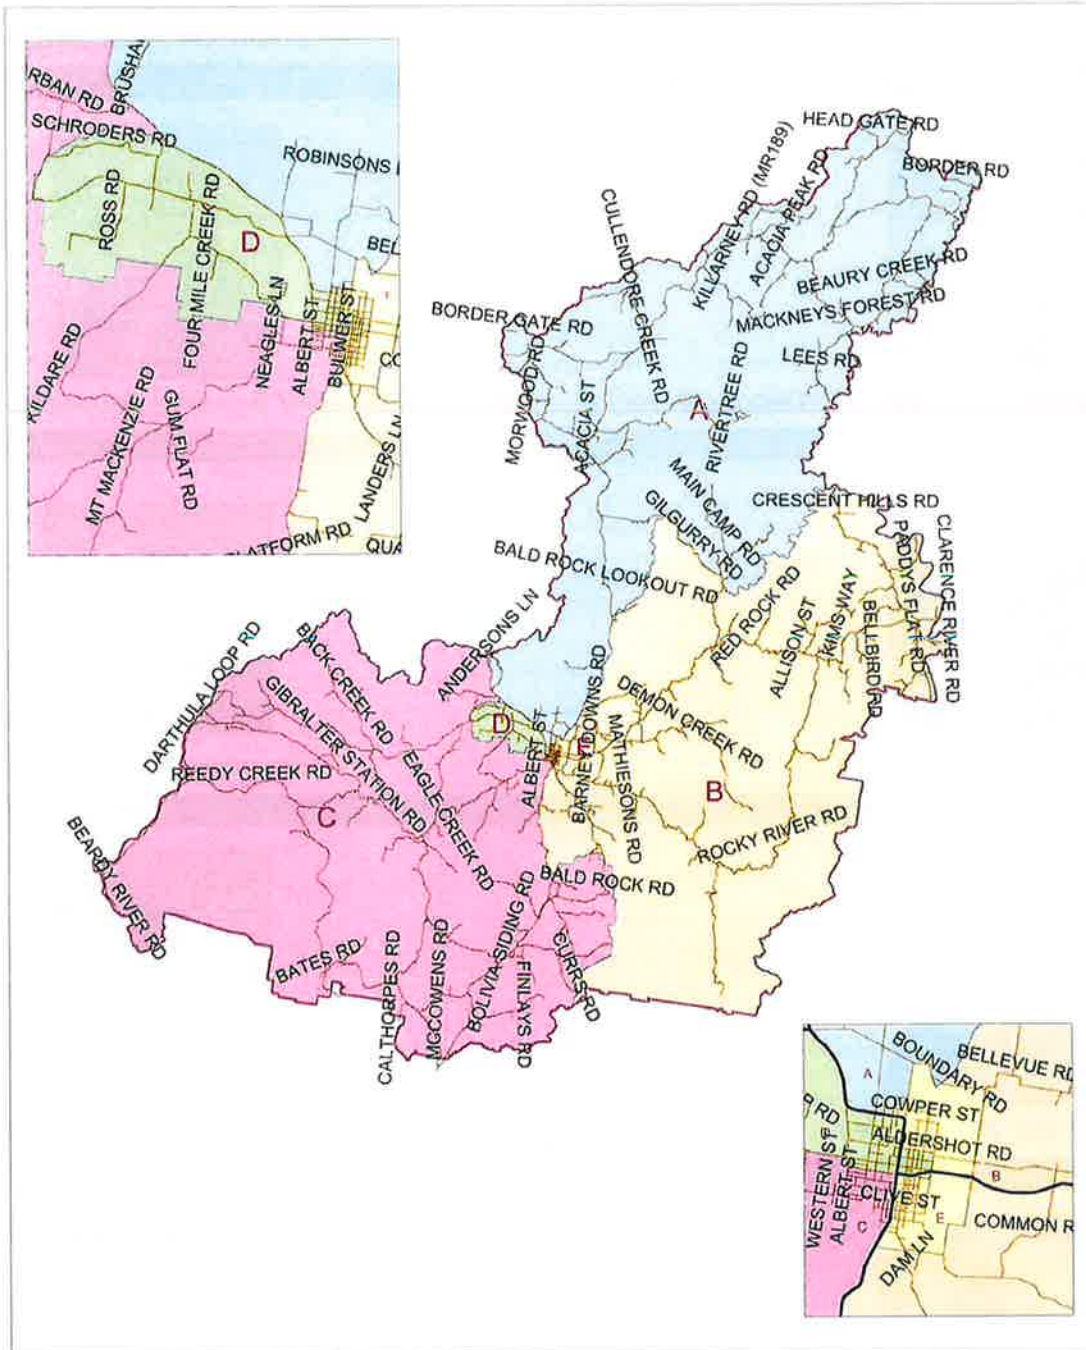 RBAN RD
BRUSHA
SCHRODERS RD
ROBINSONS
ROSS RD
FOUR MILE CREEK RD
D
BEL
NEAGLES LN
ALBERT ST
BULWER ST
KILDARE RD
MT MACKENZIE RD
GUM FLAT RD
LANDERS LN
LATFORM RD
QUA
HEAD GATE RD
BORDER RD
KILLARNEY RD (MR189)
ACACIA PEAK RD
CULLENDORE CREEK RD
BEAURY CREEK RD
MACKNEYS FOREST RD
BORDER GATE RD
LEES RD
MORWOOD RD
ACACIA ST
RIVERTREE RD
A
MAIN CAMP RD
GILGURRY RD
CRESCENT HILLS RD
PADDYS FLAT RD
CLARENCE RIVER RD
BALD ROCK LOOKOUT RD
RED ROCK RD
ALLISON ST
KIMS WAY
BELLBIRD RD
ANDERSONS LN
DARTHULA LOOP RD
BACK CREEK RD
GIBRALTER STATION RD
D
ALBERT ST
E
BARNEY DOWNS RD
DEMON CREEK RD
MATHIESONS RD
REEDY CREEK RD
EAGLE CREEK RD
B
C
ROCKY RIVER RD
BEARDY RIVER RD
BALD ROCK RD
BATES RD
CALTHORPES RD
MCCOWENS RD
BOLIVIA SIDING RD
FINLAYS RD
CURRS RD
A
BOUNDARY RD
BELLEVUE RD
COWPER ST
RD
ALDERSHOT RD
WESTERN ST
ALBERT ST
B
CLIVE ST
C
E
COMMON R
DAM LN